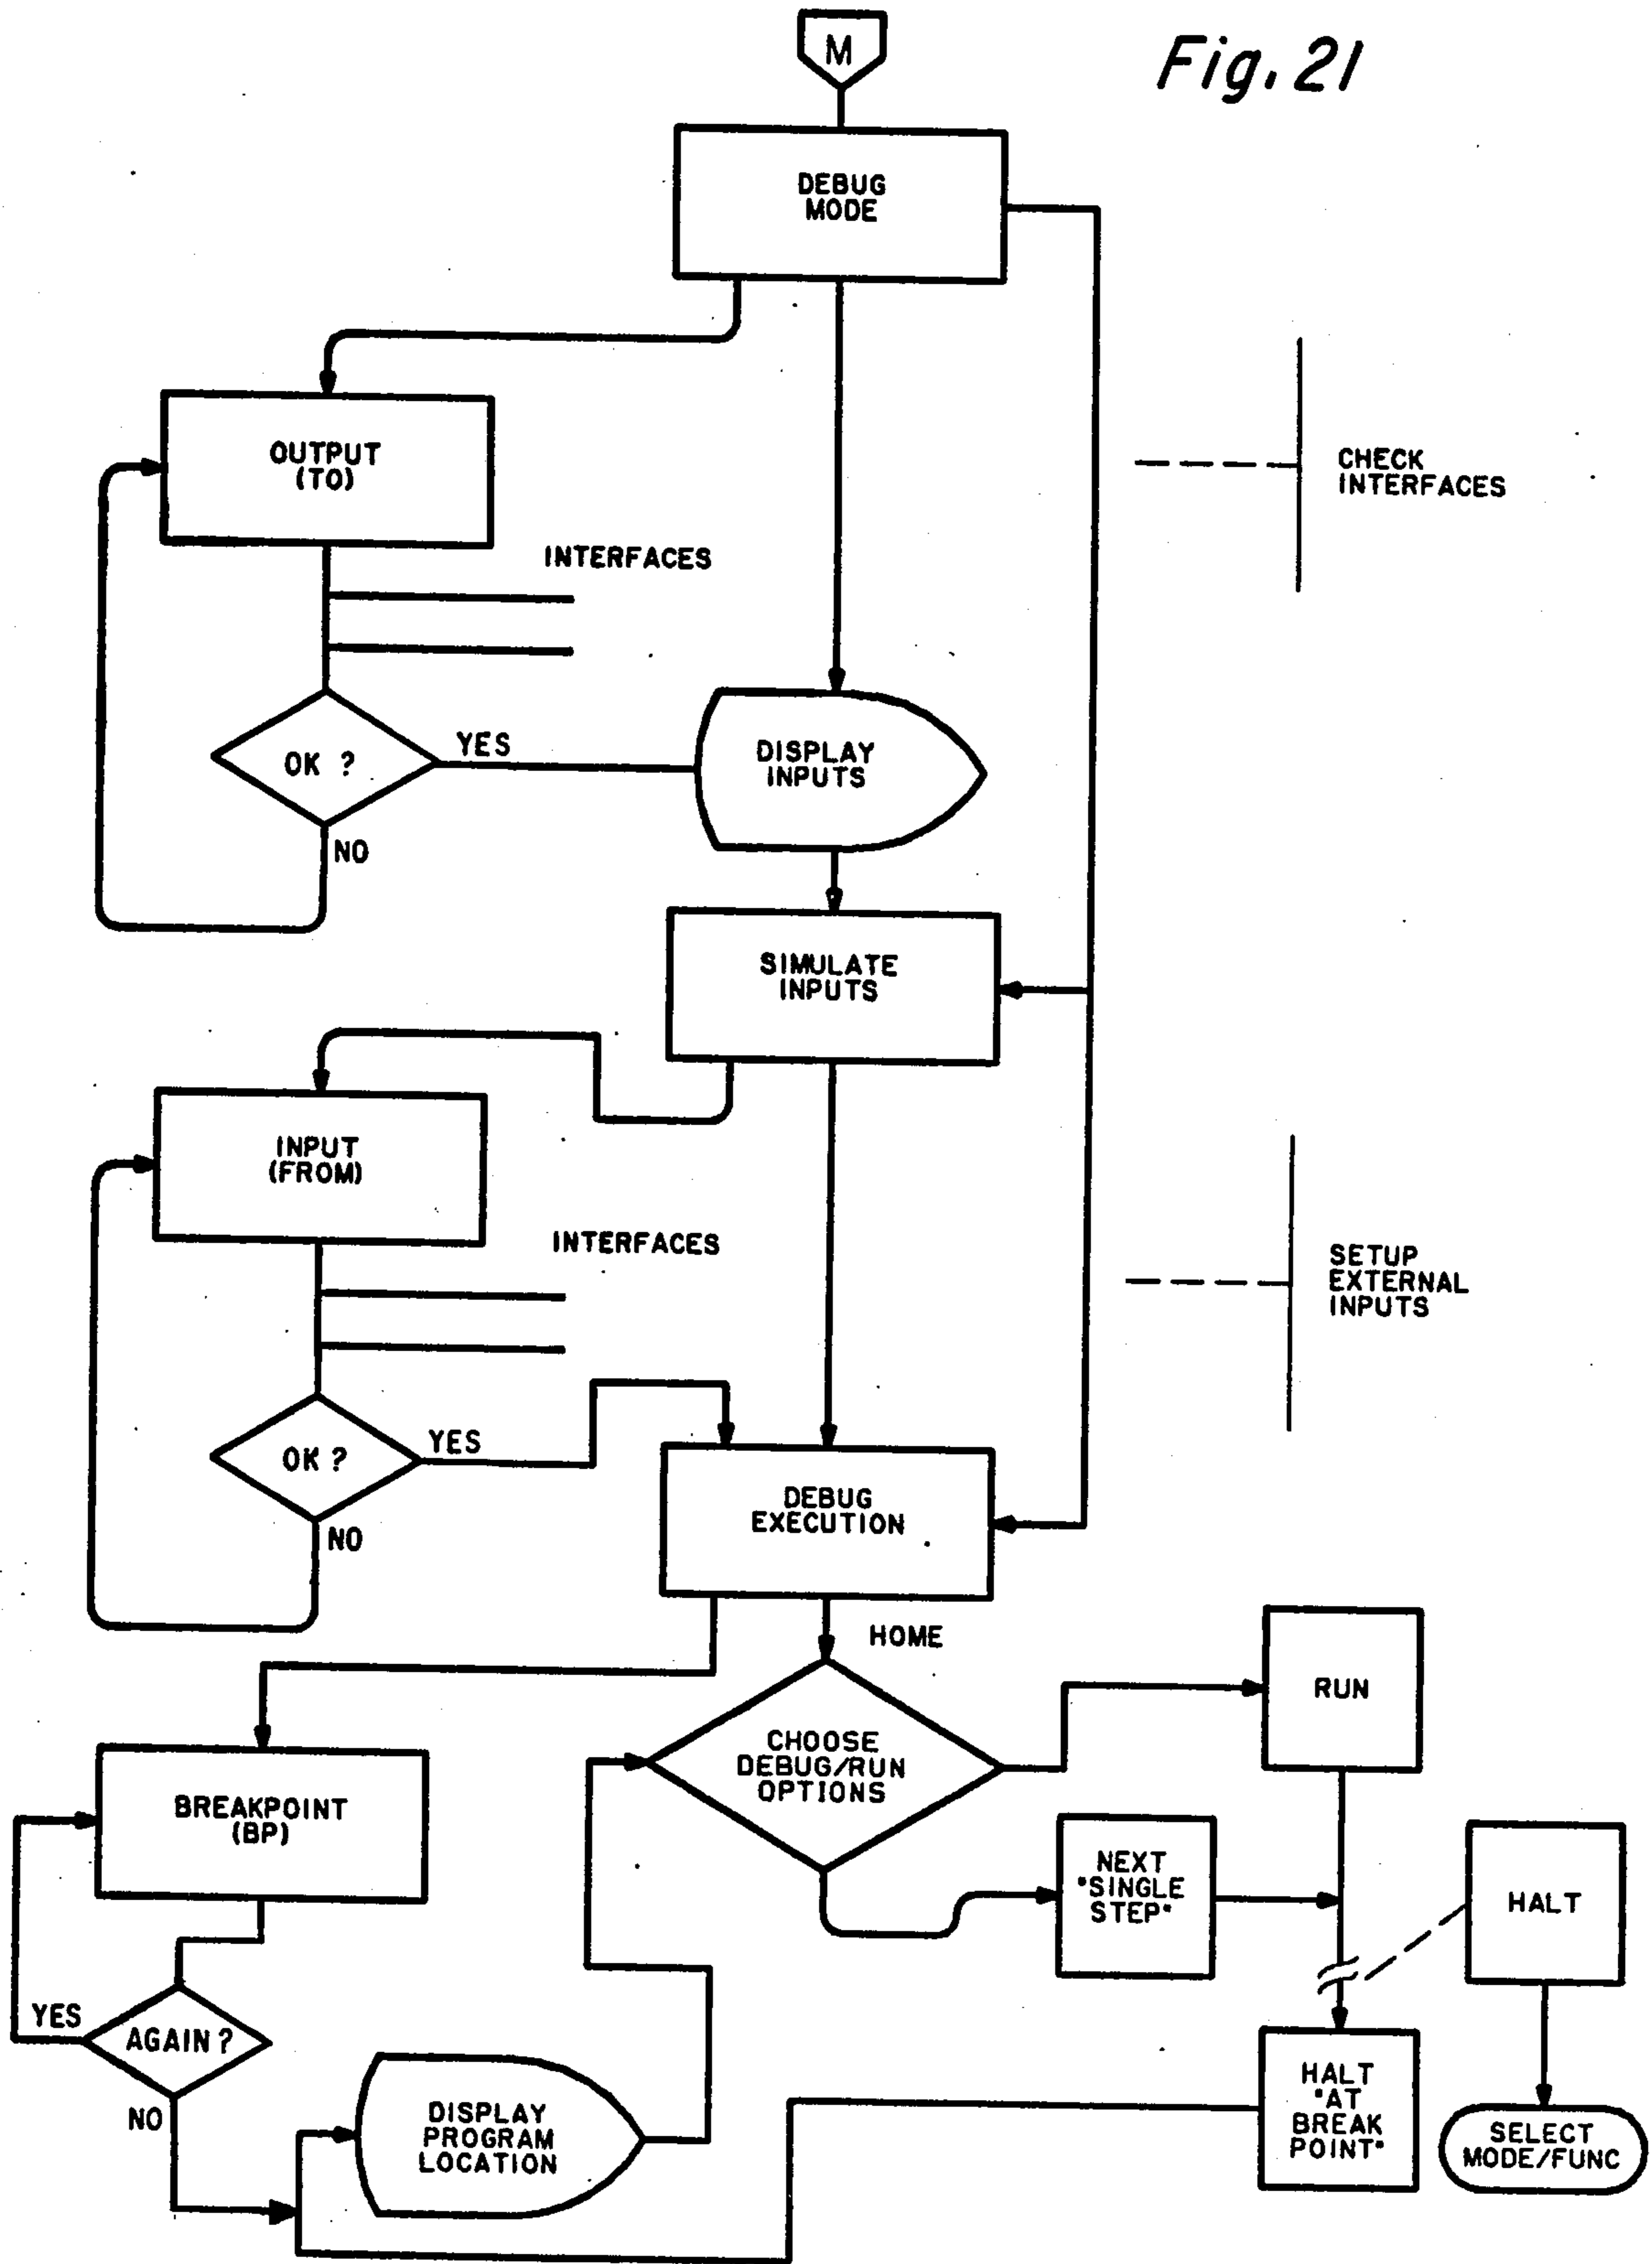 M
Fig. 21
DEBUG
MODE
OUTPUT
(TO)
CHECK
INTERFACES
INTERFACES
OK ?
YES
NO
DISPLAY
INPUTS
SIMULATE
INPUTS
INPUT
(FROM)
INTERFACES
SETUP
EXTERNAL
INPUTS
OK ?
YES
NO
DEBUG
EXECUTION
HOME
RUN
CHOOSE
DEBUG/RUN
OPTIONS
BREAKPOINT
(BP)
NEXT
"SINGLE
STEP"
HALT
YES
AGAIN ?
NO
DISPLAY
PROGRAM
LOCATION
HALT
"AT
BREAK
POINT"
SELECT
MODE/FUNC